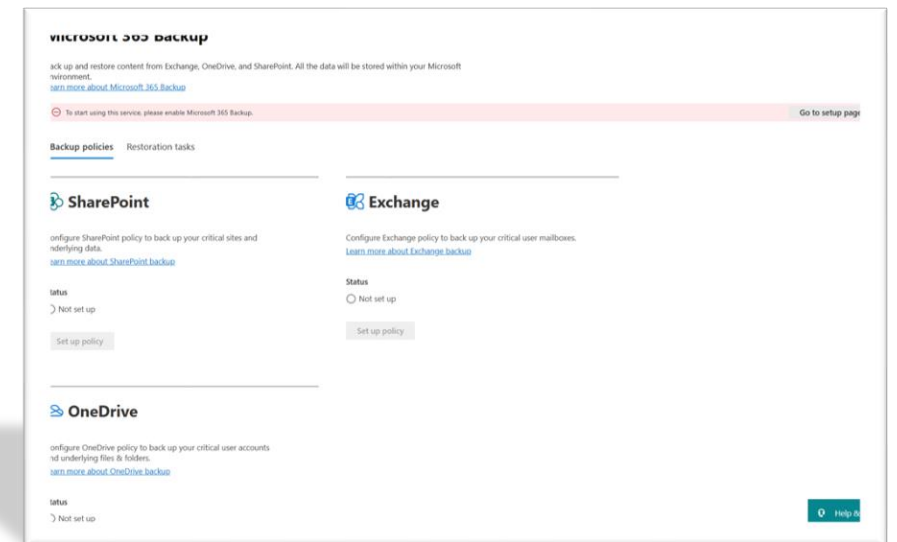 Microsoft 365 Backup
ack up and restore content from Exchange, OneDrive, and SharePoint. All the data will be stored within your Microsoft
nvironment.
earn more about Microsoft 365 Backup
To start using this service, please enable Microsoft 365 Backup.
Go to setup page
Backup policies Restoration tasks
SharePoint
onfigure SharePoint policy to back up your critical sites and
nderlying data.
earn more about SharePoint backup
tatus
Not set up
Set up policy
Exchange
Configure Exchange policy to back up your critical user mailboxes.
Learn more about Exchange backup
Status
Not set up
Set up policy
OneDrive
onfigure OneDrive policy to back up your critical user accounts
nd underlying files & folders.
earn more about OneDrive backup
tatus
Not set up
Help &